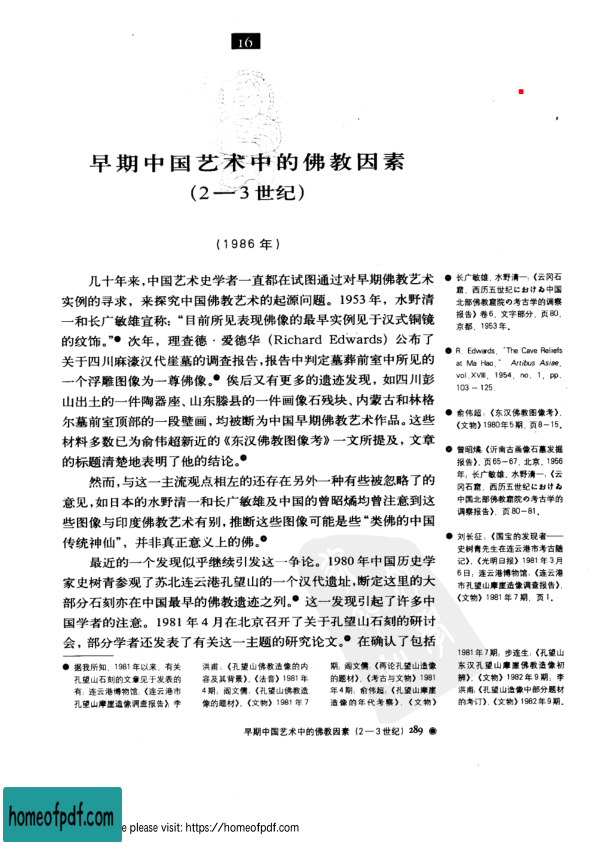 16
早期中国艺术中的佛教因素
(2—3世纪)
(1986年)
几十年来,中国艺术史学者一直都在试图通过对早期佛教艺术
实例的寻求，来探究中国佛教艺术的起源问题。1953年，水野清
一和长广敏雄宣称:“目前所见表现佛像的最早实例见于汉式铜镜
的纹饰。”●次年，理查德·爱德华(Richard Edwards)公布了
关于四川麻濠汉代崖墓的调查报告,报告中判定墓葬前室中所见的
一个浮雕图像为一尊佛像。●俟后又有更多的遗迹发现，如四川彭
山出土的一件陶器座、山东滕县的一件画像石残块、内蒙古和林格
尔墓前室顶部的一段壁画，均被断为中国早期佛教艺术作品。这些
材料多数已为俞伟超新近的《东汉佛教图像考》一文所提及，文章
的标题清楚地表明了他的结论。●
然而,与这一主流观点相左的还存在另外一种有些被忽略了的
意见,如日本的水野清一和长广敏雄及中国的曾昭燏均曾注意到这
些图像与印度佛教艺术有别,推断这些图像可能是些“类佛的中国
传统神仙”，并非真正意义上的佛。●
最近的一个发现似乎继续引发这一争论。1980年中国历史学
家史树青参观了苏北连云港孔望山的一个汉代遗址,断定这里的大
部分石刻亦在中国最早的佛教遗迹之列。●这一发现引起了许多中
国学者的注意。1981年4月在北京召开了关于孔望山石刻的研讨
会，部分学者还发表了有关这一主题的研究论文。●在确认了包括
● 长广敏雄、水野清一:《云冈石
窟，西历五世纪における中国
北部佛教窟院の考古学的调察
报告》卷6，文字部分，页80，
京都，1953年。
● R. Edwards, "The Cave Reliefs
at Ma Hao," Artibus Asiae,
vol. XVIII, 1954, no. 1, pp.
103－125.
● 俞伟超:《东汉佛教图像考》,
《文物》1980年5期，页8－15。
● 曾昭燏:《沂南古画像石墓发掘
报告》，页65－67，北京，1956
年；长广敏雄、水野清一:《云
冈石窟，西历五世纪における
中国北部佛教窟院の考古学的
调察报告》，页80－81。
● 刘长征:《国宝的发现者——
史树青先生在连云港市考古随
记》，《光明日报》1981年3月
6日；连云港博物馆:《连云港
市孔望山摩崖造像调查报告》,
《文物》1981年7期，页1。
● 据我所知，1981年以来，有关
孔望山石刻的文章见于发表的
有:连云港博物馆:《连云港市
孔望山摩崖造像调查报告》；李
洪甫:《孔望山佛教造像的内
容及其背景》，《法音》1981年
4期；阎文儒:《孔望山佛教造
像的题材》，《文物》1981年7
期；阎文儒:《再论孔望山造像
的题材》，《考古与文物》1981
年4期；俞伟超:《孔望山摩崖
造像的年代考察》，《文物》
1981年7期；步连生:《孔望山
东汉摩崖佛教造像初
辨》，《文物》1982年9期；李
洪甫:《孔望山造像中部分题材
的考订》，《文物》1982年9期。
早期中国艺术中的佛教因素(2—3世纪) 289 ●
homeofpdf.com
e please visit: https://homeofpdf.com